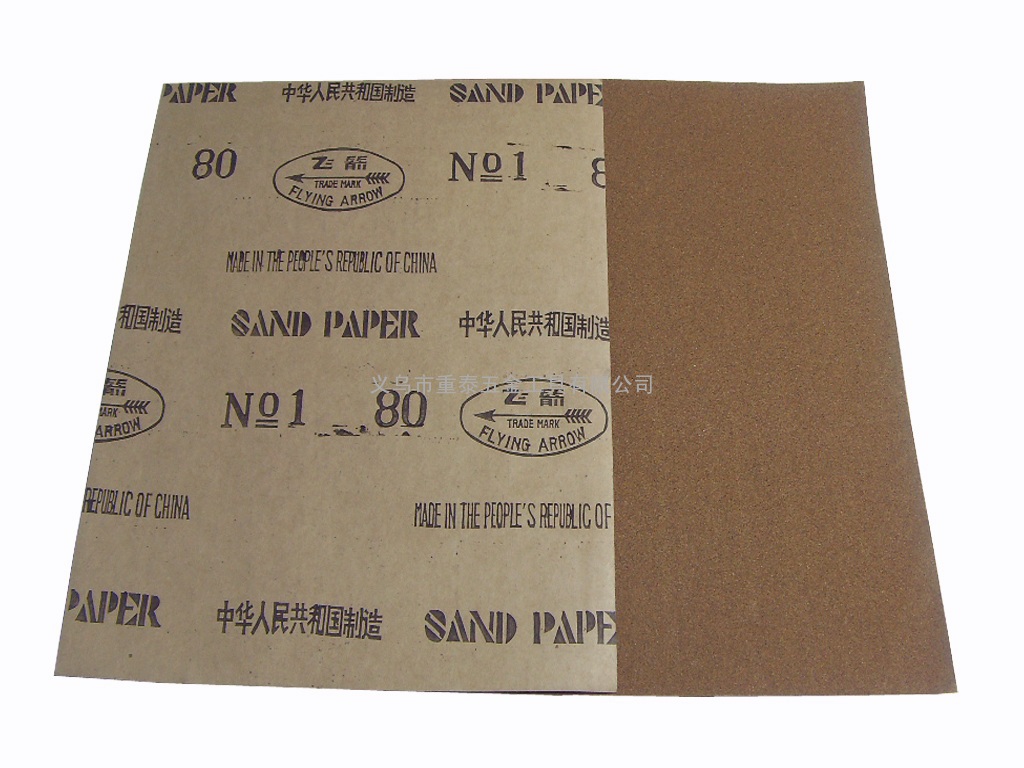 PAPER 中华人民共和国制造 SAND PAPE
80 飞箭 TRADE MARK FLYING ARROW No1 8
MADE IN THE PEOPLE'S REPUBLIC OF CHINA
和国制造 SAND PAPER 中华人民共和国制造
义乌市重泰五金工具有限公司
箭 MARK ARROW No1 80 飞箭 TRADE MARK FLYING ARROW
REPUBLIC OF CHINA MADE IN THE PEOPLE'S REPUBLIC OF
PAPER 中华人民共和国制造 SAND PAPE